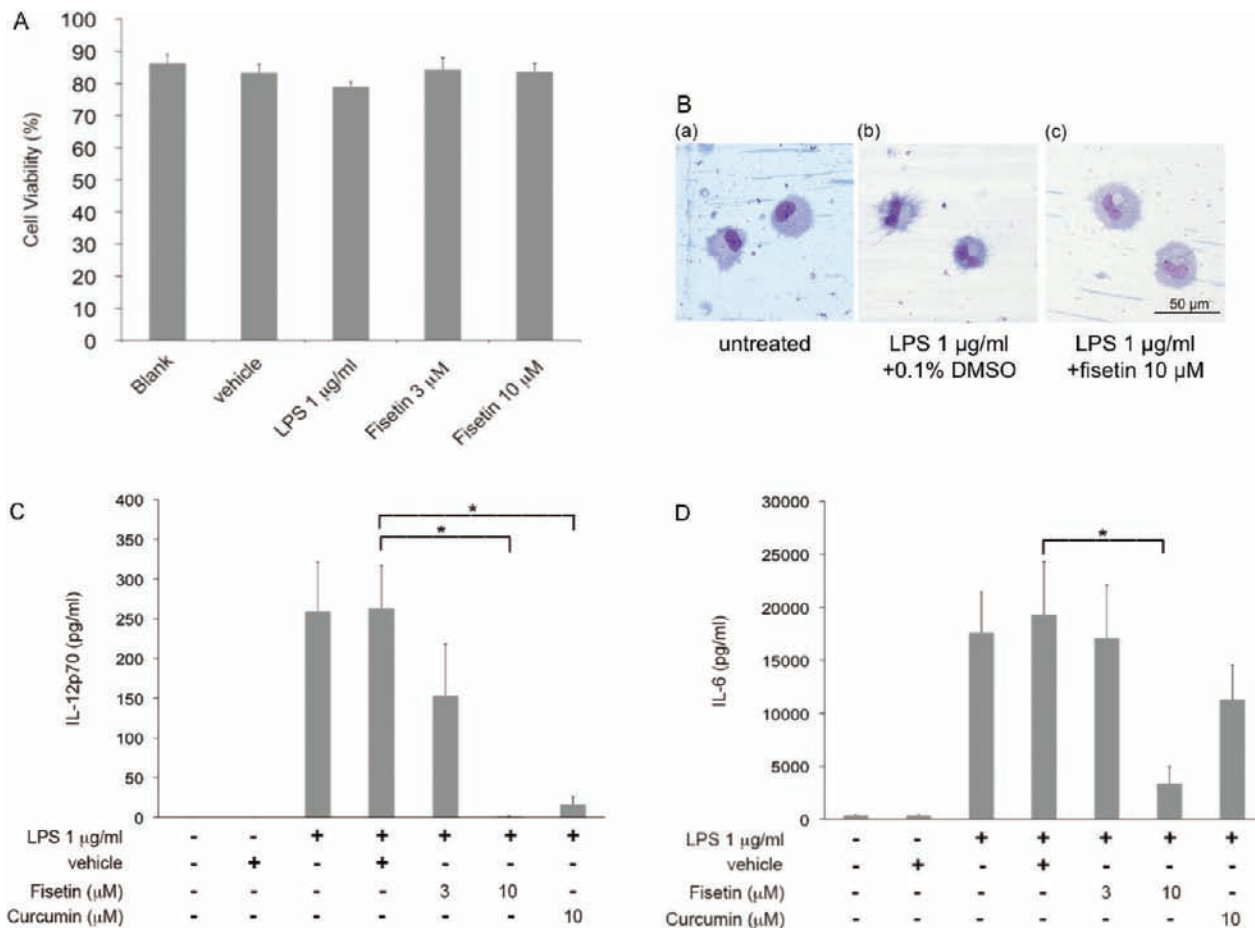 A
100
90
80
70
60
50
40
30
20
10
0
Cell Viability (%)
Blank
vehicle
LPS 1 μg/ml
Fisetin 3 μM
Fisetin 10 μM
B
(a) (b) (c)
50 μm
untreated
LPS 1 μg/ml
+0.1% DMSO
LPS 1 μg/ml
+fisetin 10 μM
C
400
350
300
250
200
150
100
50
0
IL-12p70 (pg/ml)
*
*
LPS 1 μg/ml - - + + + + +
vehicle - + - + - - -
Fisetin (μM) - - - - 3 10 -
Curcumin (μM) - - - - - - 10
D
30000
25000
20000
15000
10000
5000
0
IL-6 (pg/ml)
*
LPS 1 μg/ml - - + + + + +
vehicle - + - + - - -
Fisetin (μM) - - - - 3 10 -
Curcumin (μM) - - - - - - 10